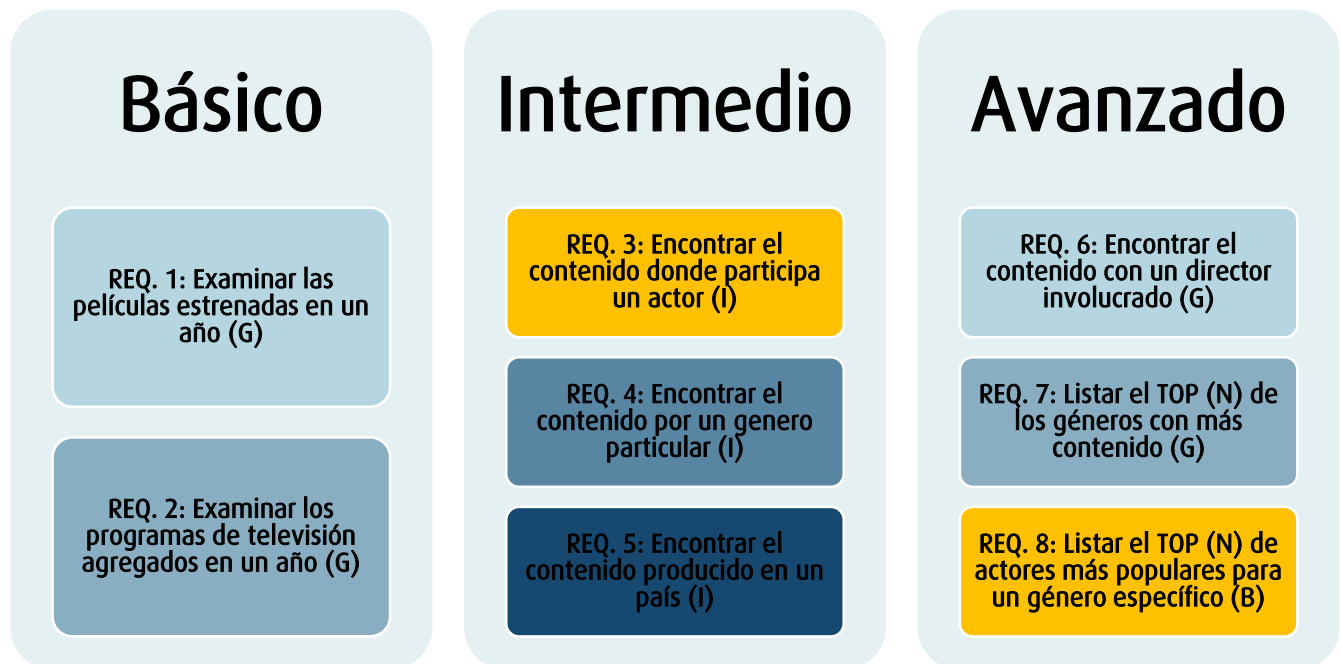 Básico
REQ. 1: Examinar las
películas estrenadas en un
año (G)
REQ. 2: Examinar los
programas de televisión
agregados en un año (G)
Intermedio
REQ. 3: Encontrar el
contenido donde participa
un actor (I)
REQ. 4: Encontrar el
contenido por un genero
particular (I)
REQ. 5: Encontrar el
contenido producido en un
país (I)
Avanzado
REQ. 6: Encontrar el
contenido con un director
involucrado (G)
REQ. 7: Listar el TOP (N) de
los géneros con más
contenido (G)
REQ. 8: Listar el TOP (N) de
actores más populares para
un género específico (B)